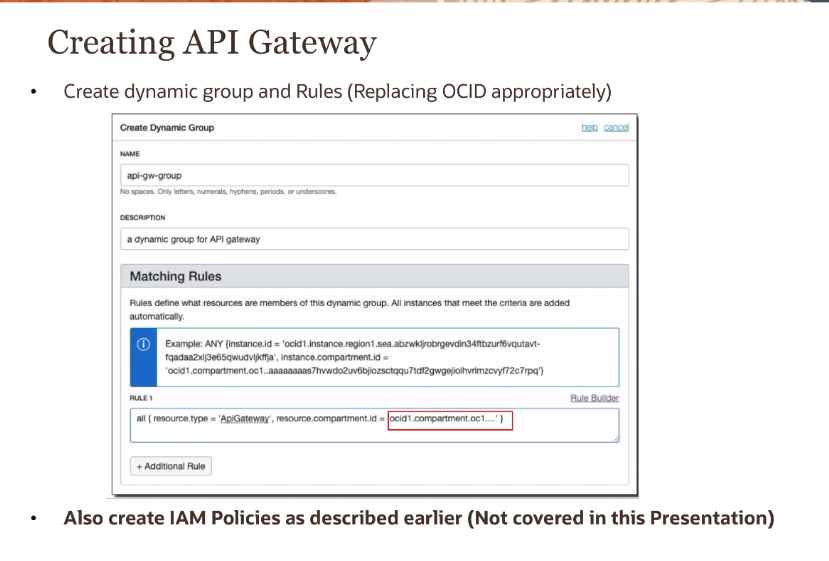 Creating API Gateway
• Create dynamic group and Rules (Replacing OCID appropriately)
Create Dynamic Group help cancel
NAME
api-gw-group
No spaces. Only letters, numerals, hyphens, periods, or underscores.
DESCRIPTION
a dynamic group for API gateway
Matching Rules
Rules define what resources are members of this dynamic group. All instances that meet the criteria are added
automatically.
Example: ANY {instance.id = 'ocid1.instance.region1.sea.abzwkljrobrgevdin34ftbzurf6vqutavt-
fqadaa2xlj3e65qwudvljkffja', instance.compartment.id =
'ocid1.compartment.oc1..aaaaaaaas7hvwdo2uv6bjiozsctqqu7tdf2gwgejiolhvrlmzcvyf72c7rpq'}
RULE 1 Rule Builder
all { resource.type = 'ApiGateway', resource.compartment.id = ocid1.compartment.oc1....' }
+ Additional Rule
• Also create IAM Policies as described earlier (Not covered in this Presentation)